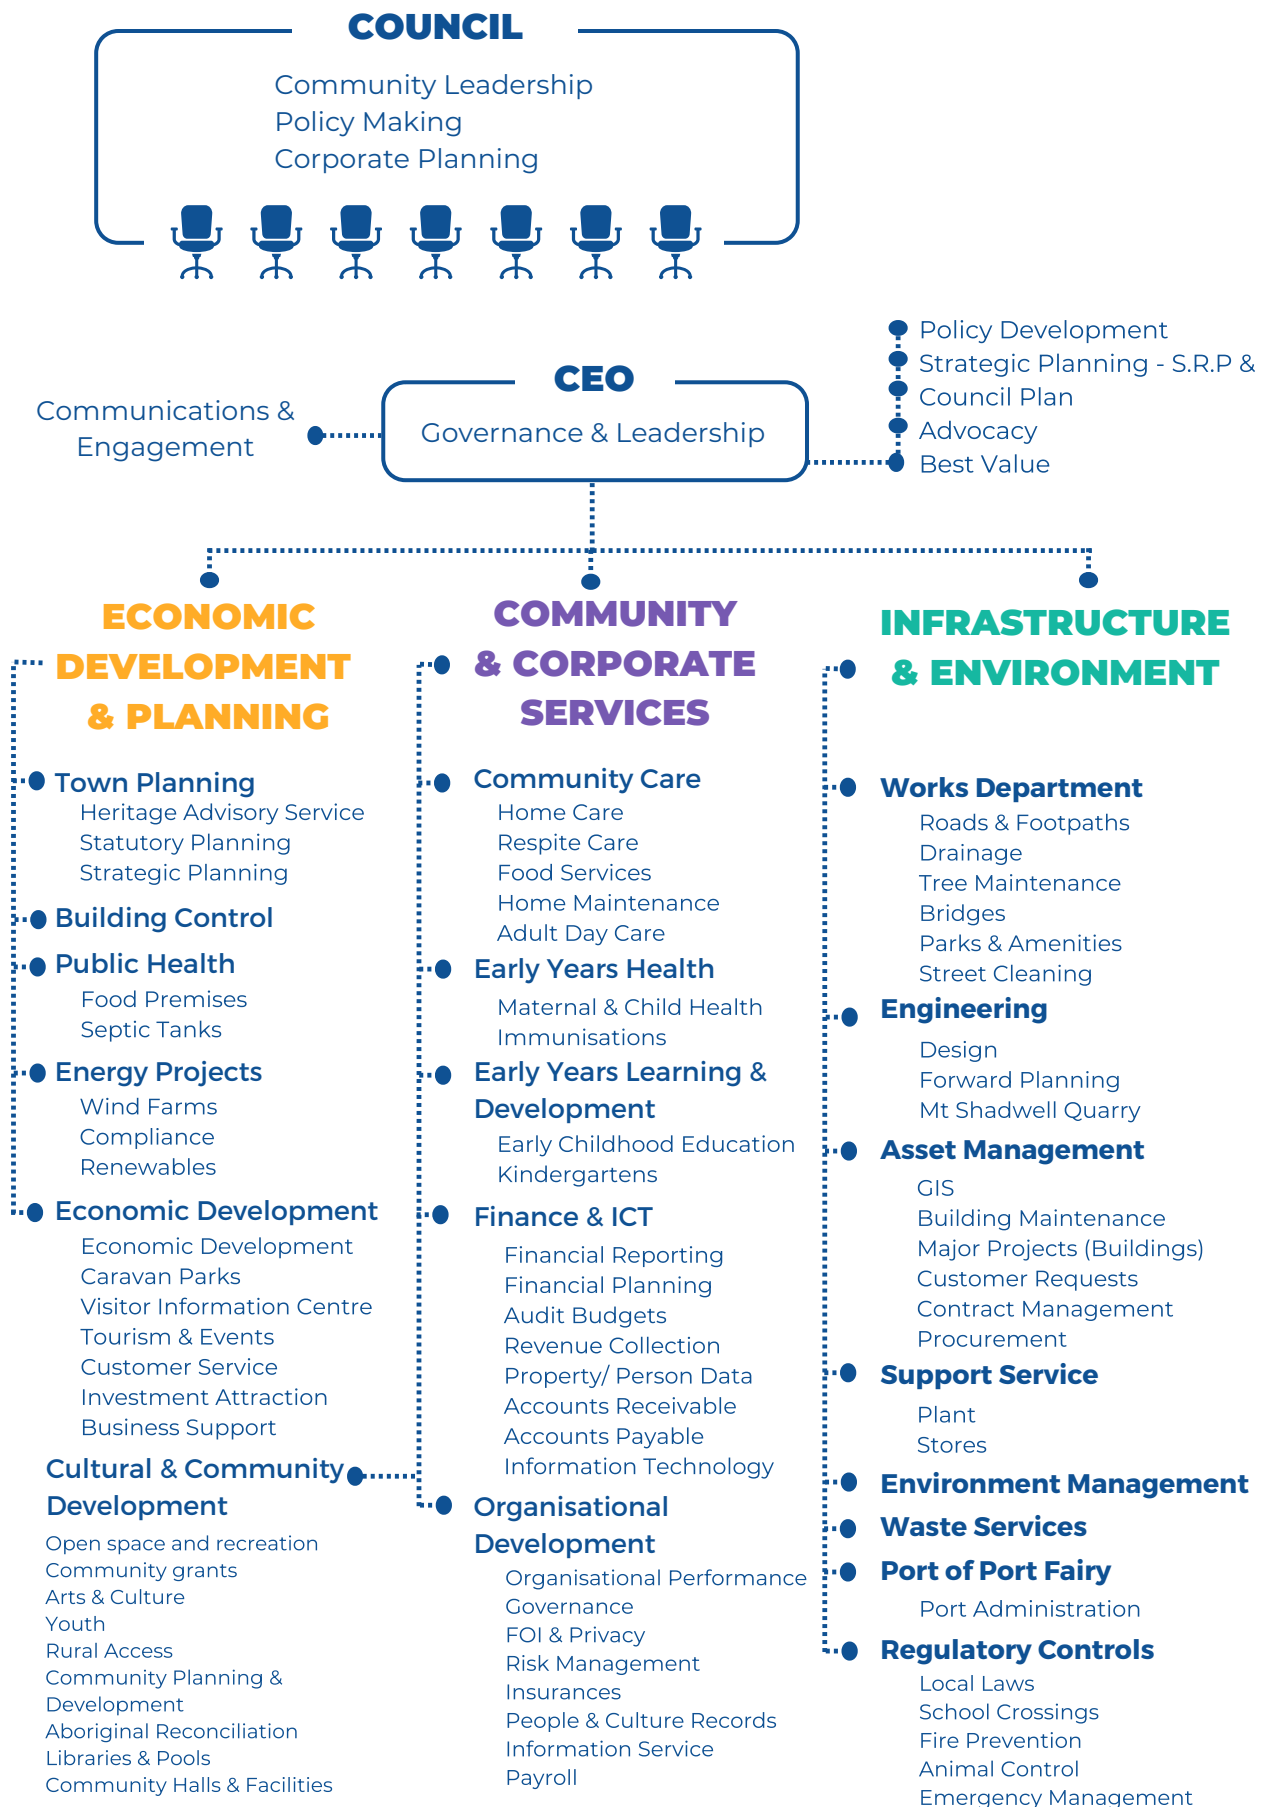 COUNCIL
Community Leadership
Policy Making
Corporate Planning
CEO
Governance & Leadership
Communications &
Engagement
Policy Development
Strategic Planning - S.R.P &
Council Plan
Advocacy
Best Value
ECONOMIC
DEVELOPMENT
& PLANNING
Town Planning
Heritage Advisory Service
Statutory Planning
Strategic Planning
Building Control
Public Health
Food Premises
Septic Tanks
Energy Projects
Wind Farms
Compliance
Renewables
Economic Development
Economic Development
Caravan Parks
Visitor Information Centre
Tourism & Events
Customer Service
Investment Attraction
Business Support
Cultural & Community
Development
Open space and recreation
Community grants
Arts & Culture
Youth
Rural Access
Community Planning &
Development
Aboriginal Reconciliation
Libraries & Pools
Community Halls & Facilities
COMMUNITY
& CORPORATE
SERVICES
Community Care
Home Care
Respite Care
Food Services
Home Maintenance
Adult Day Care
Early Years Health
Maternal & Child Health
Immunisations
Early Years Learning &
Development
Early Childhood Education
Kindergartens
Finance & ICT
Financial Reporting
Financial Planning
Audit Budgets
Revenue Collection
Property/ Person Data
Accounts Receivable
Accounts Payable
Information Technology
Organisational
Development
Organisational Performance
Governance
FOI & Privacy
Risk Management
Insurances
People & Culture Records
Information Service
Payroll
INFRASTRUCTURE
& ENVIRONMENT
Works Department
Roads & Footpaths
Drainage
Tree Maintenance
Bridges
Parks & Amenities
Street Cleaning
Engineering
Design
Forward Planning
Mt Shadwell Quarry
Asset Management
GIS
Building Maintenance
Major Projects (Buildings)
Customer Requests
Contract Management
Procurement
Support Service
Plant
Stores
Environment Management
Waste Services
Port of Port Fairy
Port Administration
Regulatory Controls
Local Laws
School Crossings
Fire Prevention
Animal Control
Emergency Management